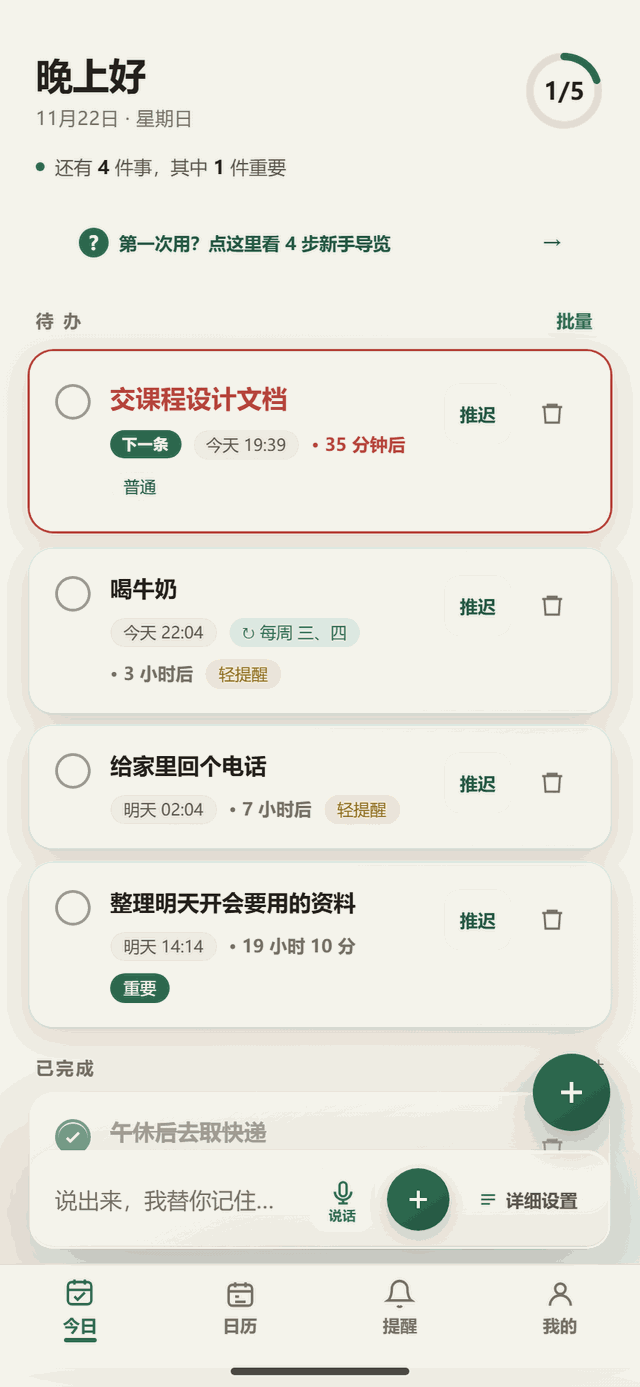 晚上好
1/5
11月22日 · 星期日
还有 4 件事，其中 1 件重要
? 第一次用？点这里看 4 步新手导览 →
待 办
批量
交课程设计文档
推迟
下一条 今天 19:39 • 35 分钟后
普通
喝牛奶
推迟
今天 22:04 ↻ 每周 三、四
• 3 小时后 轻提醒
给家里回个电话
推迟
明天 02:04 • 7 小时后 轻提醒
整理明天开会要用的资料
推迟
明天 14:14 • 19 小时 10 分
重要
已完成
+
午休后去取快递
说出来，我替你记住...
说话
+
详细设置
今日 日历 提醒 我的